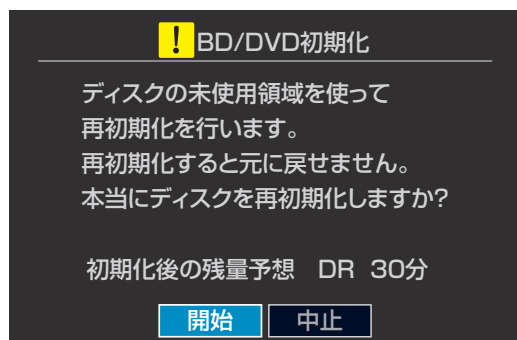 ! BD/DVD初期化
ディスクの未使用領域を使って
再初期化を行います。
再初期化すると元に戻せません。
本当にディスクを再初期化しますか?
初期化後の残量予想 DR 30分
開始 中止